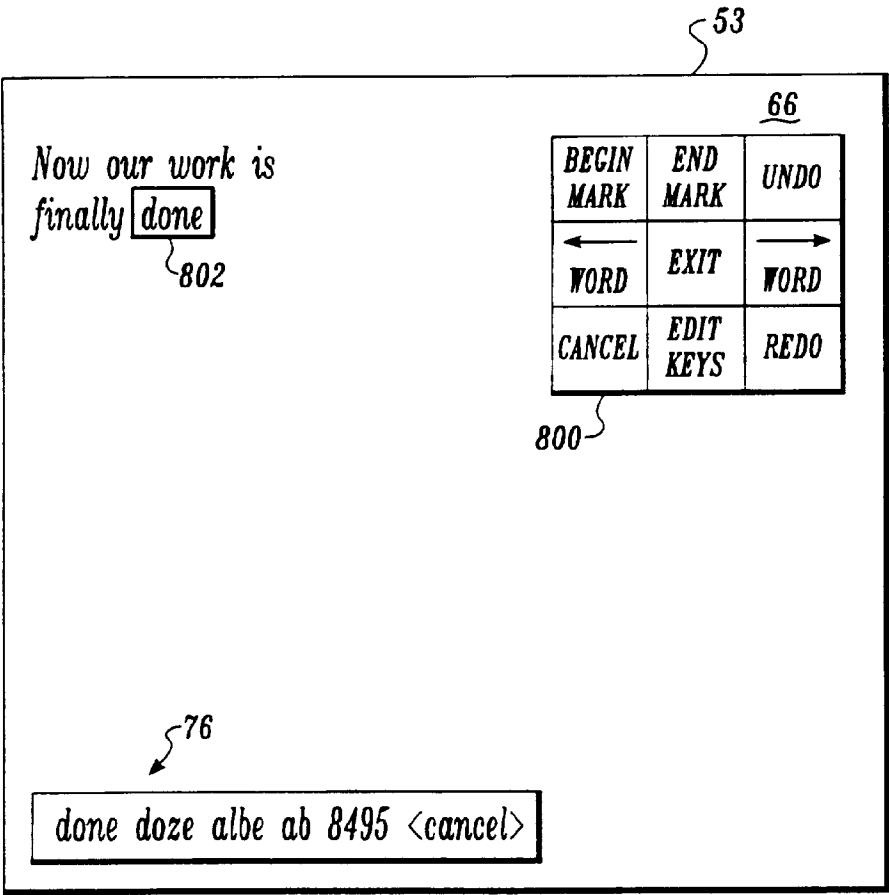 53
66
Now our work is
finally done
802
BEGIN MARK
END MARK
UNDO
← WORD
EXIT
→ WORD
CANCEL
EDIT KEYS
REDO
800
76
done doze albe ab 8495 <cancel>